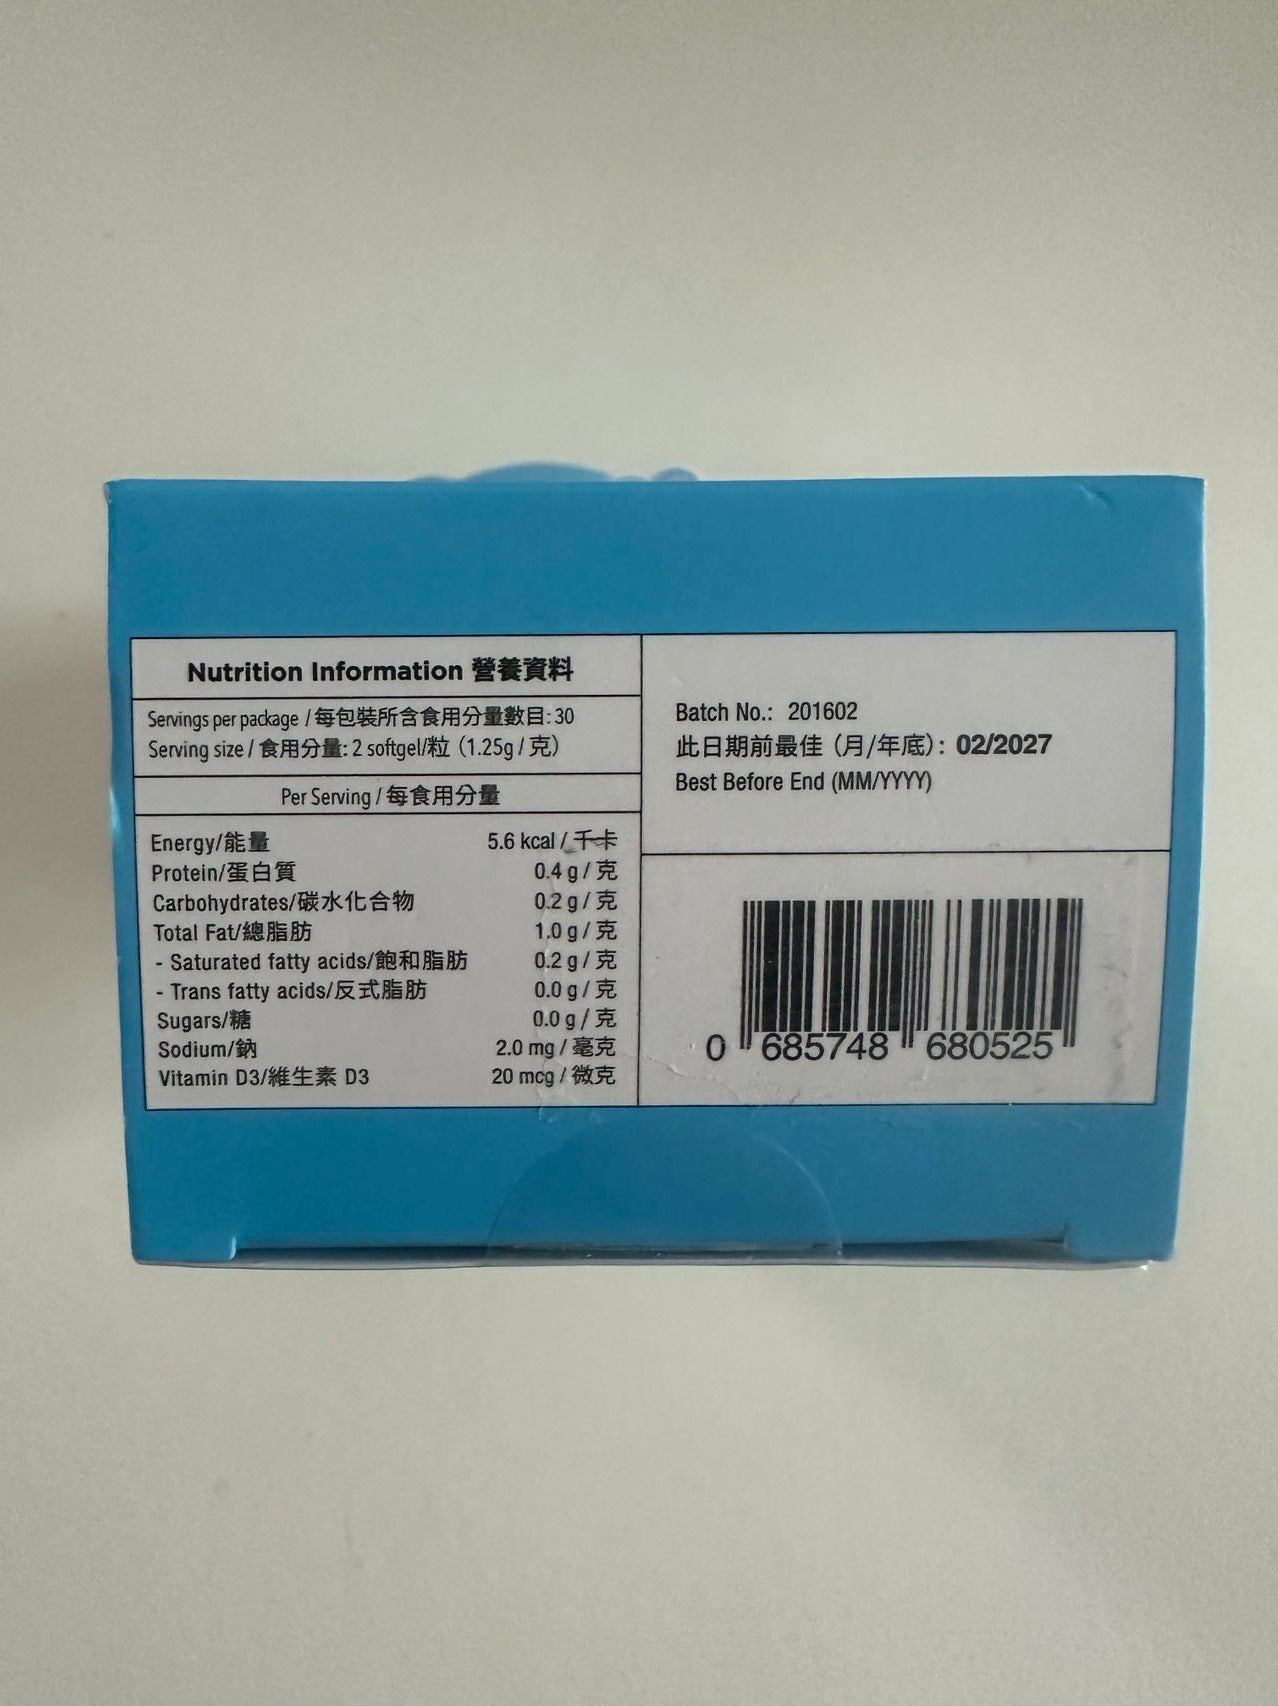 Nutrition Information 營養資料
Servings per package / 每包裝所含食用分量數目: 30
Serving size / 食用分量: 2 softgel/粒 (1.25g / 克)
Per Serving / 每食用分量
Energy/能量 5.6 kcal / 千卡
Protein/蛋白質 0.4 g / 克
Carbohydrates/碳水化合物 0.2 g / 克
Total Fat/總脂肪 1.0 g / 克
- Saturated fatty acids/飽和脂肪 0.2 g / 克
- Trans fatty acids/反式脂肪 0.0 g / 克
Sugars/糖 0.0 g / 克
Sodium/鈉 2.0 mg / 毫克
Vitamin D3/維生素 D3 20 mcg / 微克
Batch No.: 201602
此日期前最佳 (月/年底): 02/2027
Best Before End (MM/YYYY)
0 685748 680525